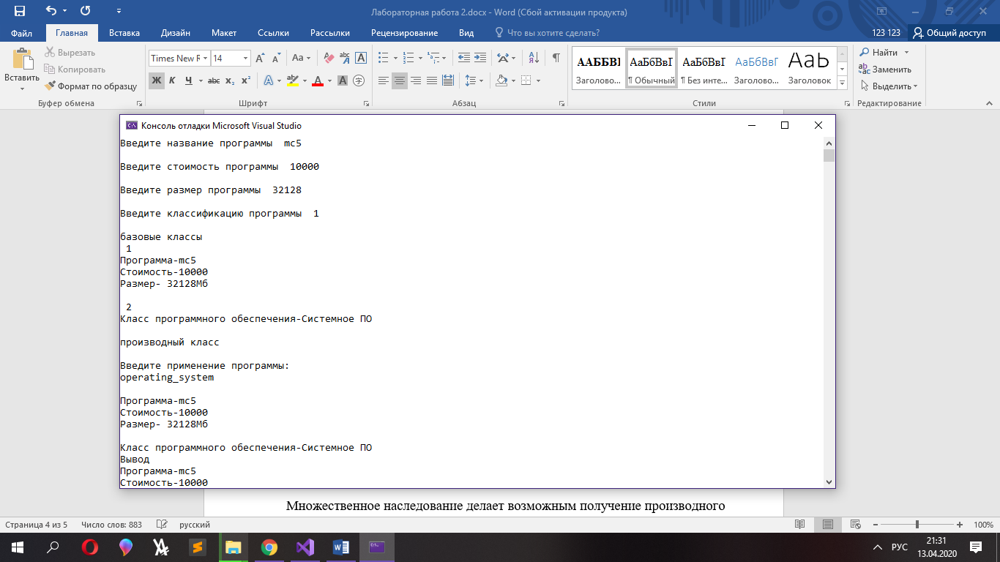 Лабораторная работа 2.docx - Word (Сбой активации продукта)
Файл Главная Вставка Дизайн Макет Ссылки Рассылки Рецензирование Вид Что вы хотите сделать? 123 123 Общий доступ
Вставить
Вырезать
Копировать
Формат по образцу
Буфер обмена
Times New R 14
Ж К Ч abc x₂ x²
Шрифт
Абзац
ААББВІ АаБбВвГ АаБбВвГ АаБбВвГ АаЬ
Заголово... ¶ Обычный ¶ Без инте... Заголово... Заголовок
Стили
Найти
Заменить
Выделить
Редактирование
Консоль отладки Microsoft Visual Studio
Введите название программы mc5
Введите стоимость программы 10000
Введите размер программы 32128
Введите классификацию программы 1
базовые классы
1
Программа-mc5
Стоимость-10000
Размер- 32128Мб
2
Класс программного обеспечения-Системное ПО
производный класс
Введите применение программы:
operating_system
Программа-mc5
Стоимость-10000
Размер- 32128Мб
Класс программного обеспечения-Системное ПО
Вывод
Программа-mc5
Стоимость-10000
Множественное наследование делает возможным получение производного
Страница 4 из 5 Число слов: 883 русский 100%
РУС
21:31
13.04.2020